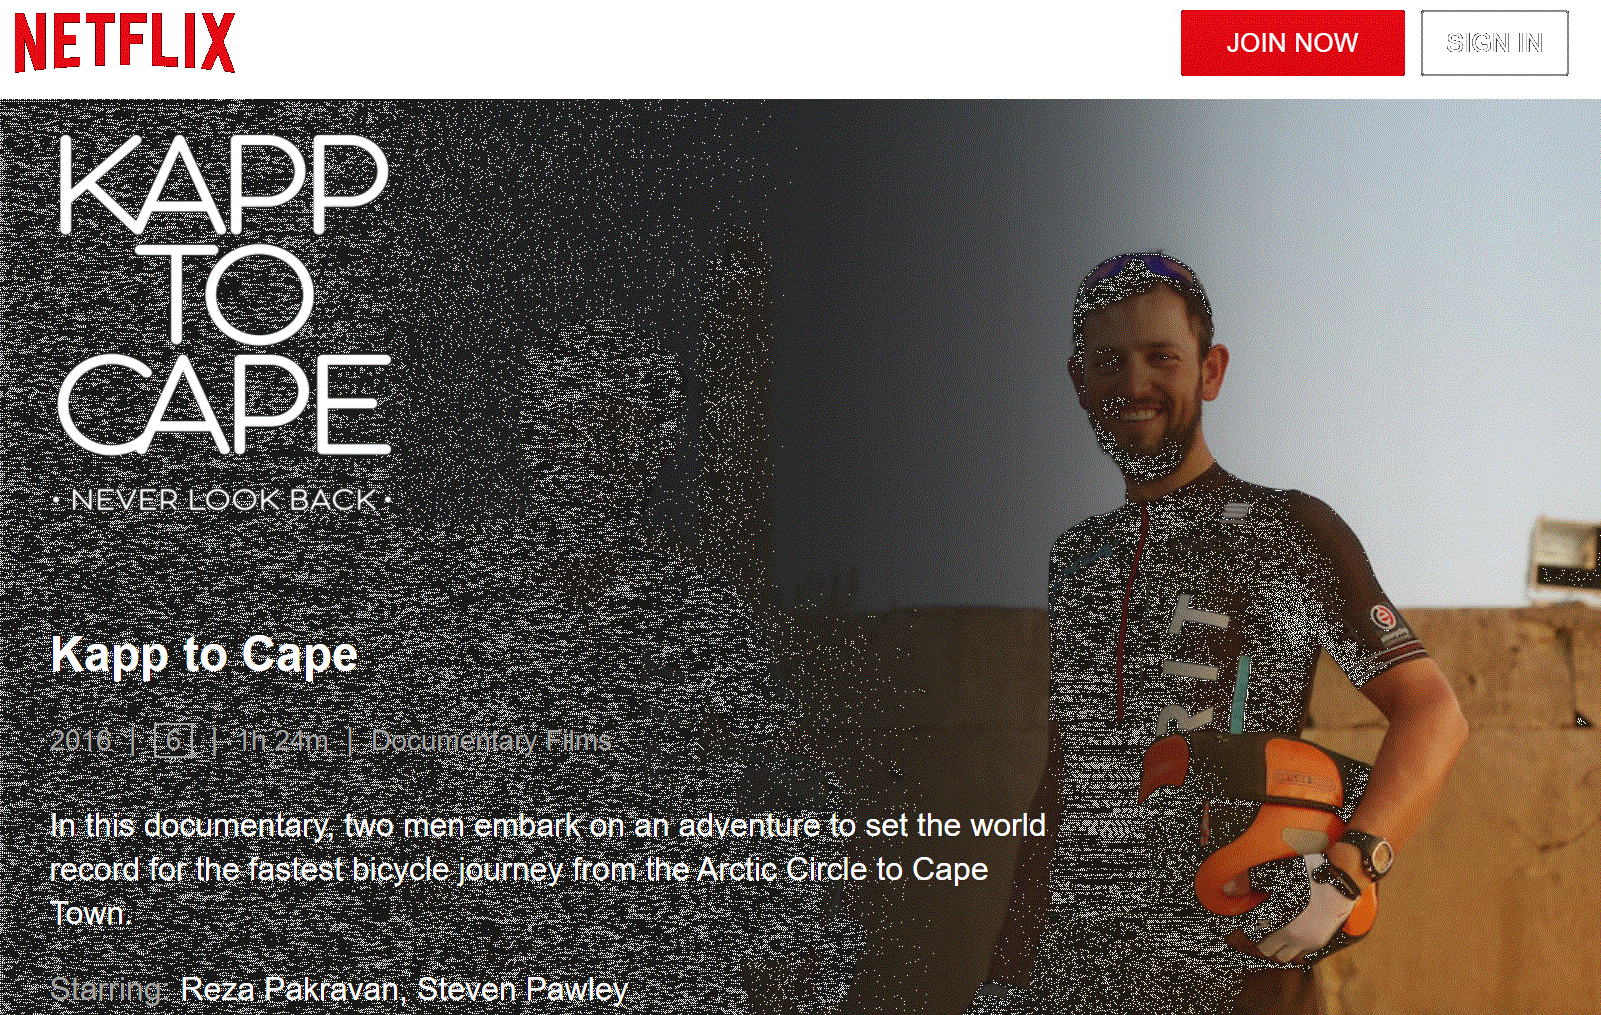 NETFLIX
JOIN NOW
SIGN IN
KAPP
TO
CAPE
• NEVER LOOK BACK •
Kapp to Cape
2016 | 6 | 1h 24m | Documentary Films
In this documentary, two men embark on an adventure to set the world
record for the fastest bicycle journey from the Arctic Circle to Cape
Town.
Starring: Reza Pakravan, Steven Pawley